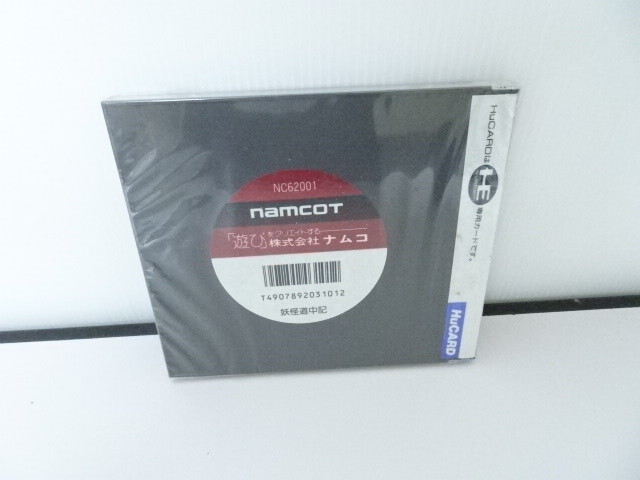 NC62001
namcot
「遊び」をクリエイトする
株式会社ナムコ
T4907892031012
妖怪道中記
HuCARDは
HE
専用カードです。
HuCARD